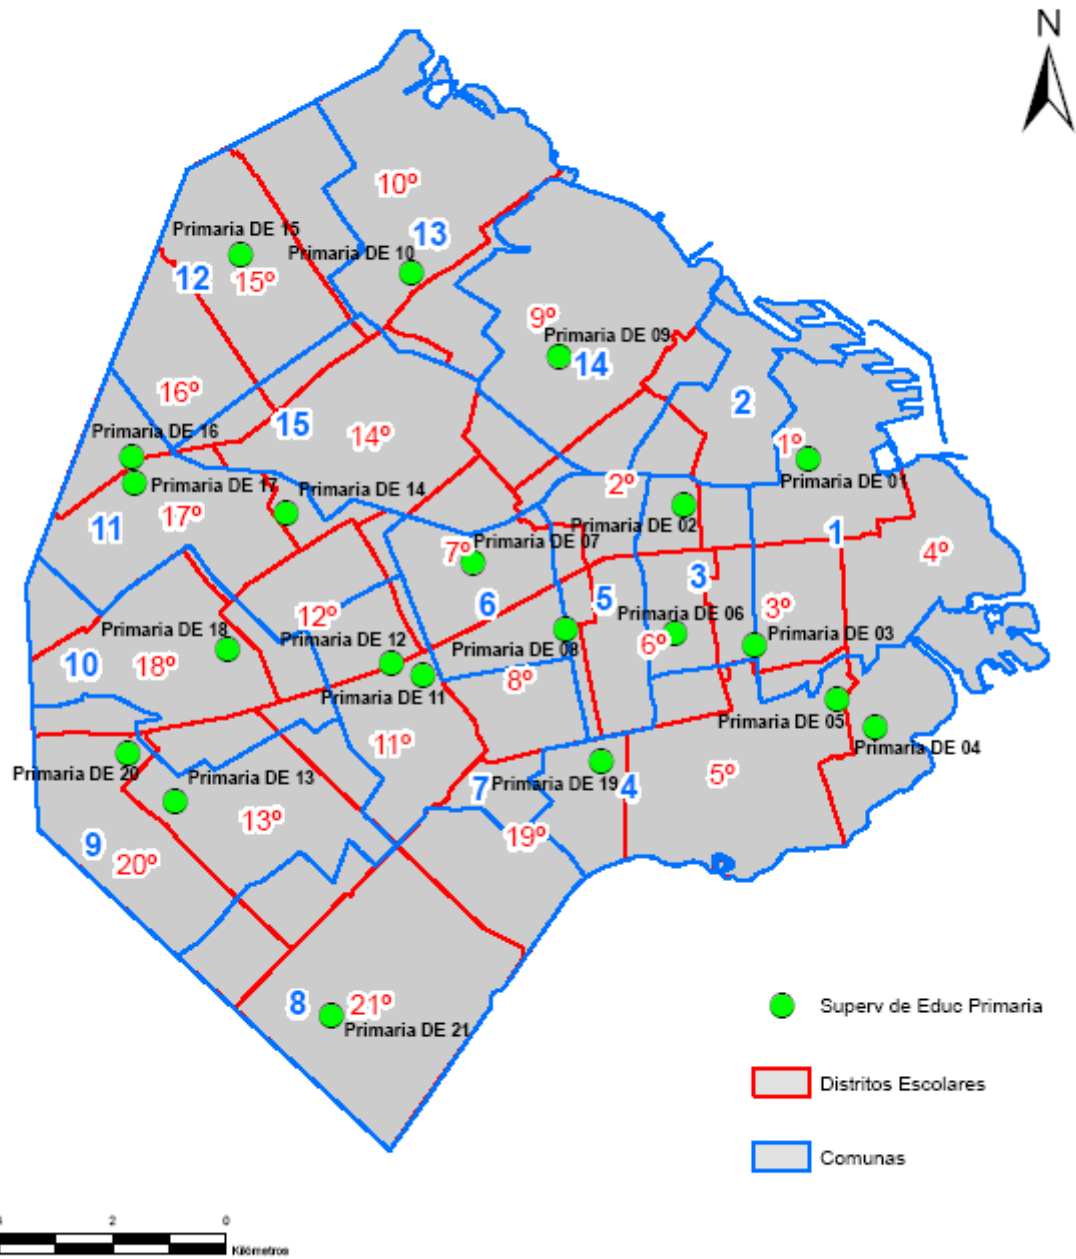 N
10º
Primaria DE 15
13
Primaria DE 10
12
15º
9º
Primaria DE 09
14
16º
2
15
Primaria DE 16
14º
1º
Primaria DE 01
Primaria DE 17
Primaria DE 14
2º
11
17º
Primaria DE 02
1
7º
Primaria DE 07
4º
3
6
5
12º
Primaria DE 06
3º
Primaria DE 18
Primaria DE 12
Primaria DE 08
6º
Primaria DE 03
10
18º
8º
Primaria DE 11
Primaria DE 05
11º
Primaria DE 04
Primaria DE 20
Primaria DE 13
7
Primaria DE 19
4
5º
13º
19º
9
20º
8
21º
Primaria DE 21
Superv de Educ Primaria
Distritos Escolares
Comunas
2
0
Kilómetros